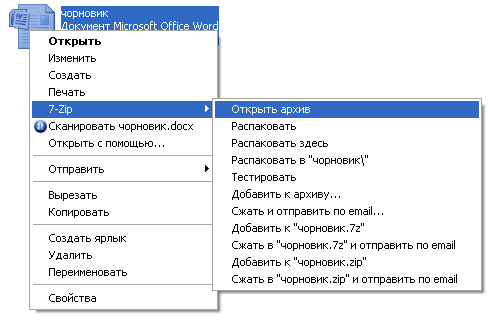 чорновик
Документ Microsoft Office Word
Открыть
Изменить
Создать
Печать
7-Zip
Сканировать чорновик.docx
Открыть с помощью...
Отправить
Вырезать
Копировать
Создать ярлык
Удалить
Переименовать
Свойства
Открыть архив
Распаковать
Распаковать здесь
Распаковать в "чорновик\"
Тестировать
Добавить к архиву...
Сжать и отправить по email...
Добавить к "чорновик.7z"
Сжать в "чорновик.7z" и отправить по email
Добавить к "чорновик.zip"
Сжать в "чорновик.zip" и отправить по email